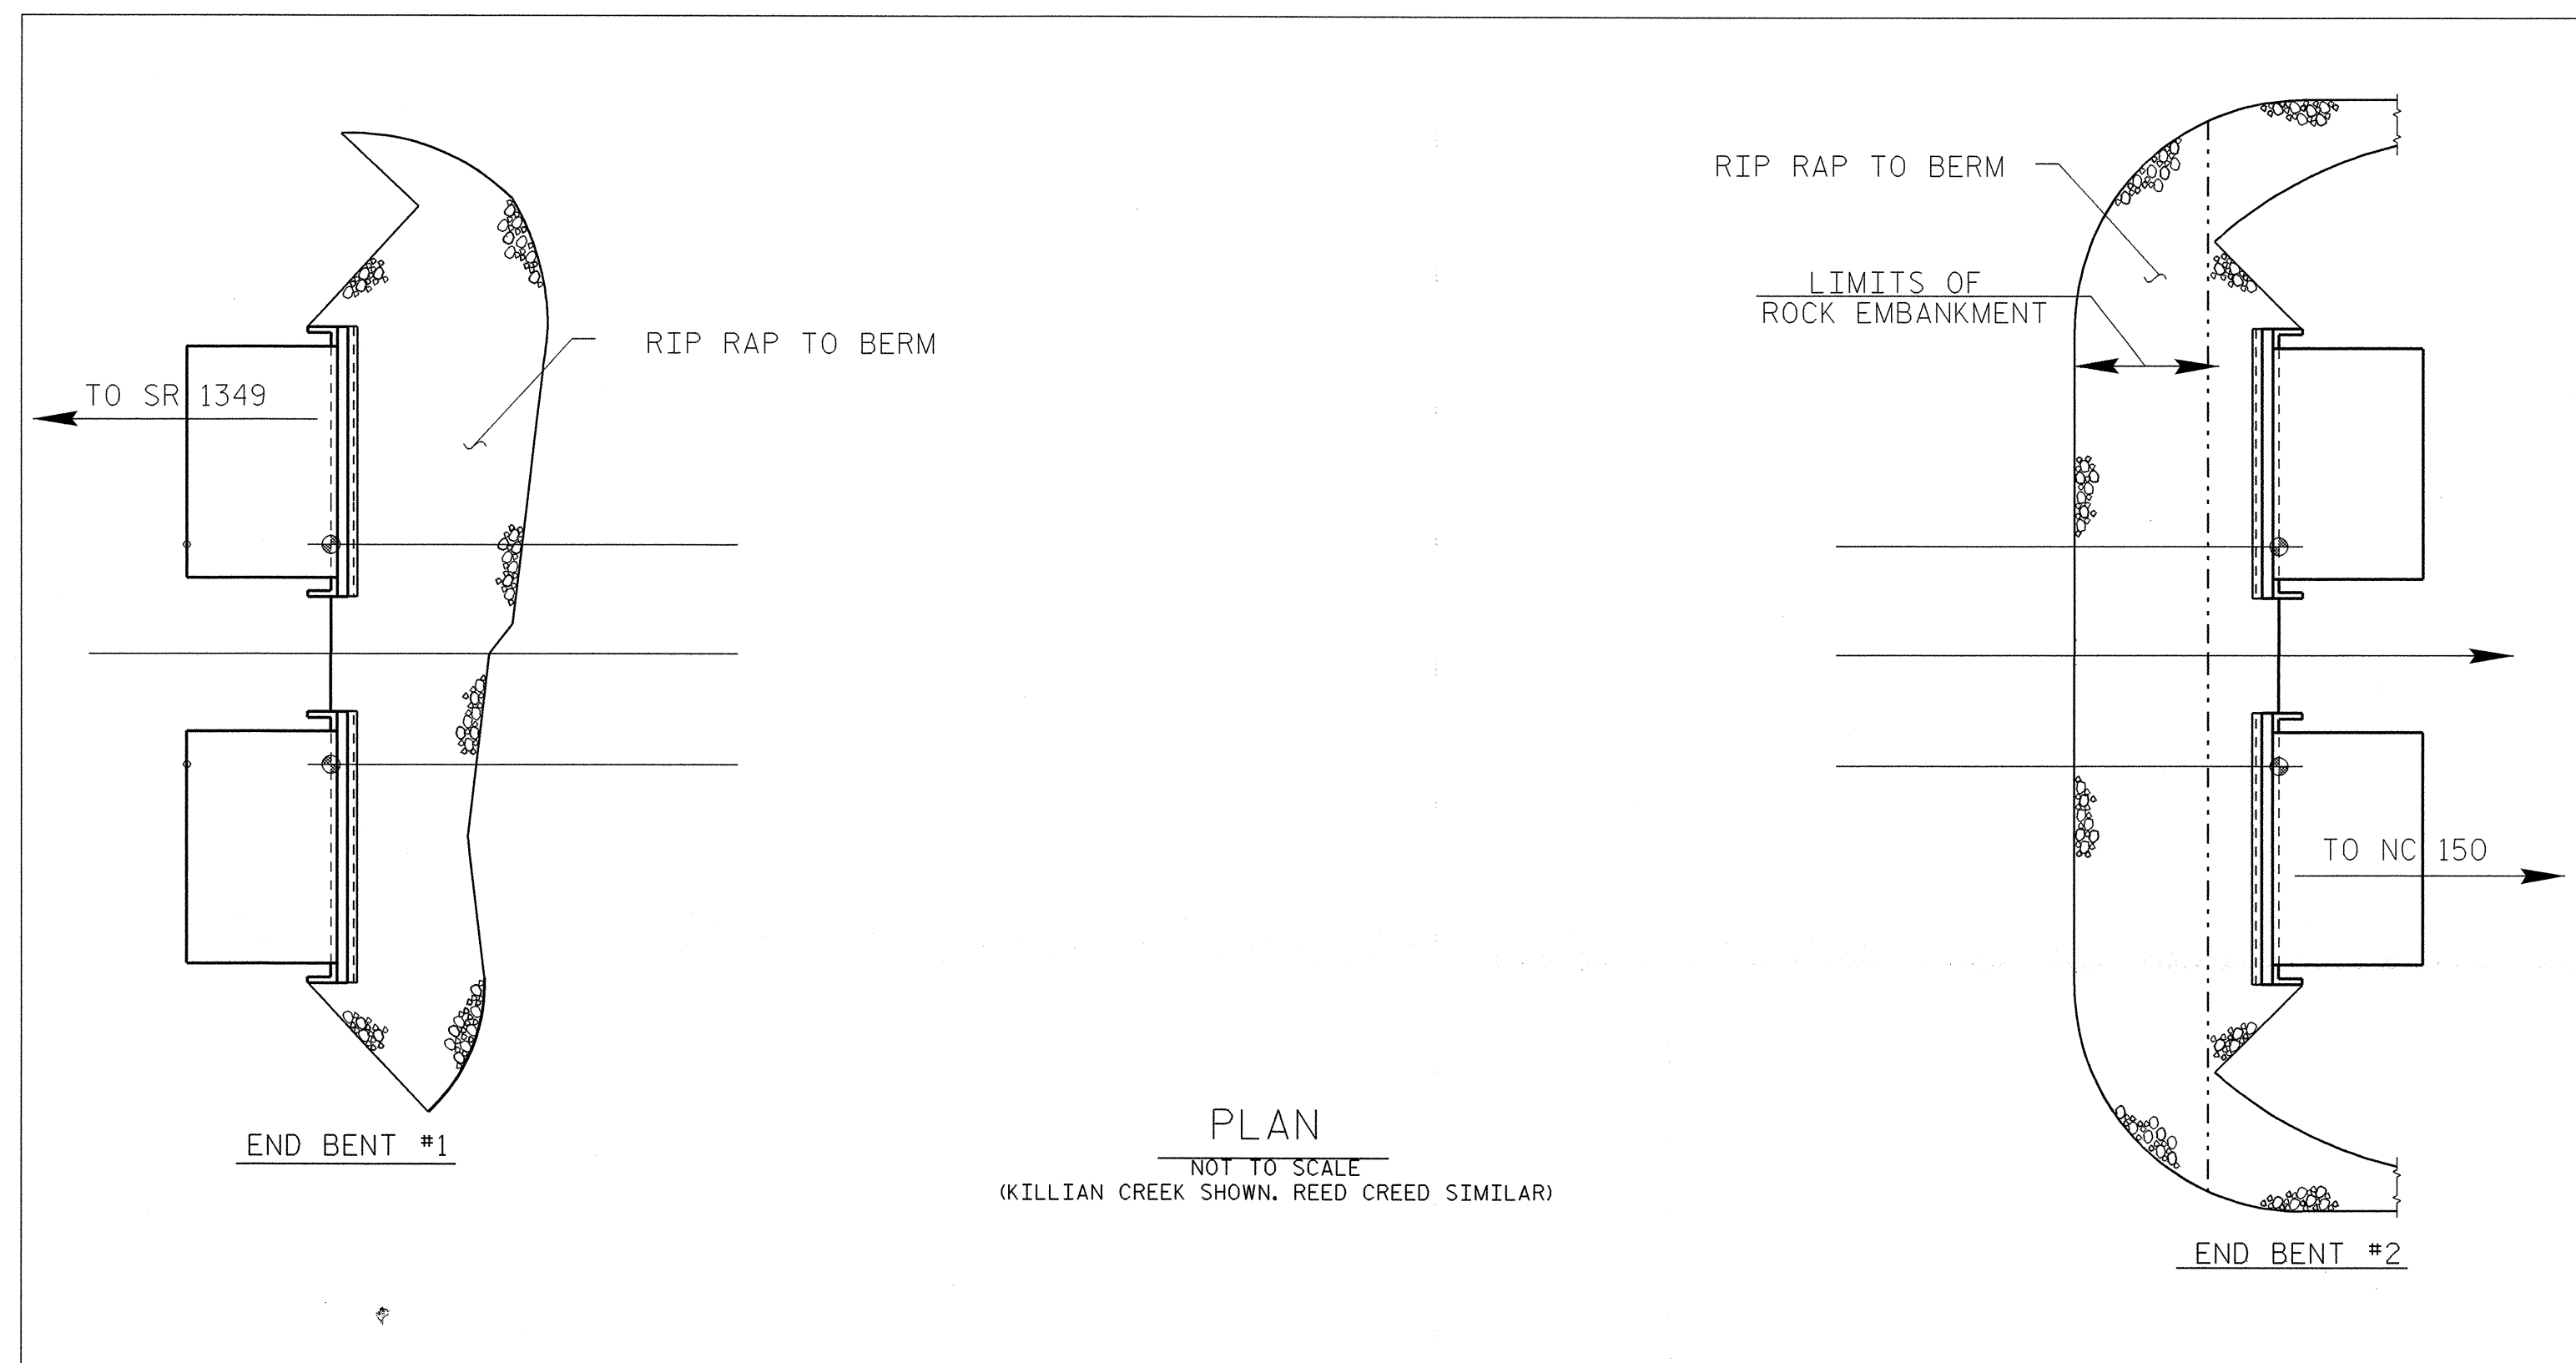 RIP RAP TO BERM
LIMITS OF
ROCK EMBANKMENT
RIP RAP TO BERM
TO SR 1349
TO NC 150
PLAN
NOT TO SCALE
(KILLIAN CREEK SHOWN. REED CREED SIMILAR)
END BENT #1
END BENT #2